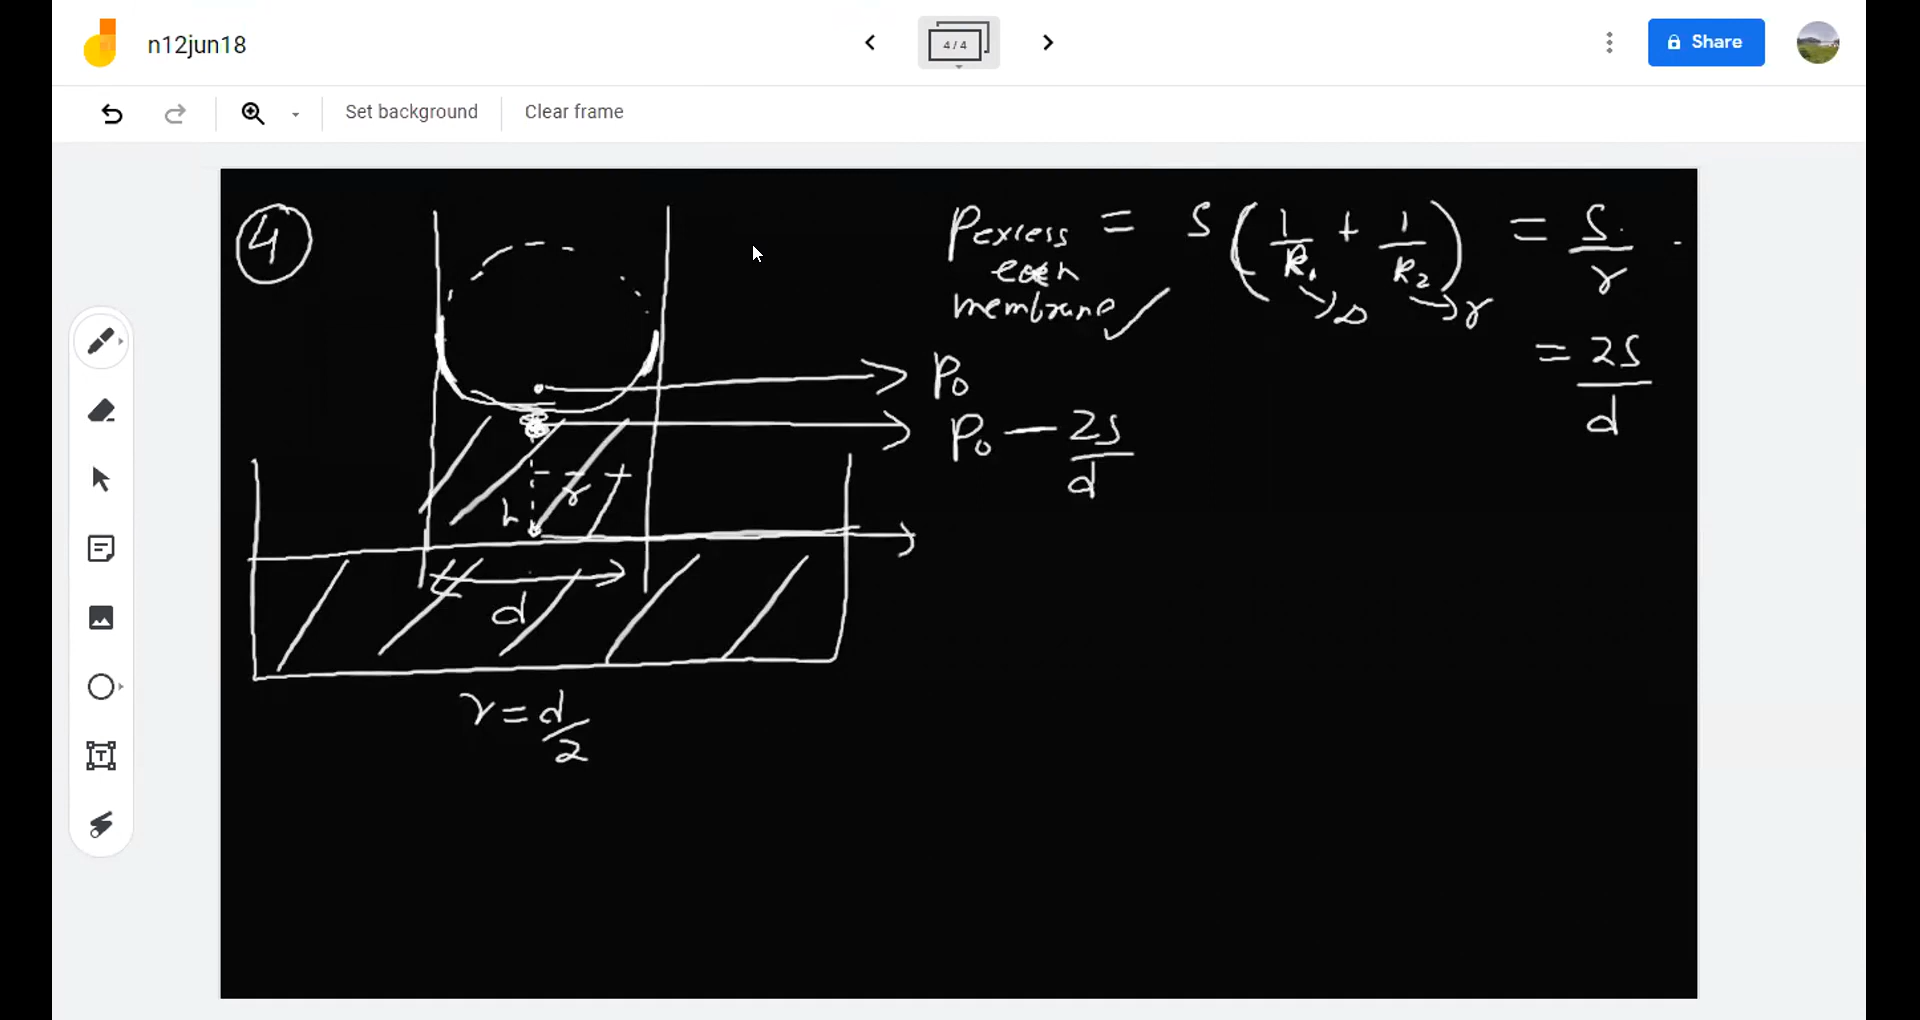 n12jun18
4 / 4
Share
Set background
Clear frame
4
Pexcess = S ( 1/R1 + 1/R2 ) = S/r
each
membrane ✓
→ ∞ → r
= 2S/d
P0
P0 − 2S/d
r
h
d
r = d/2
T